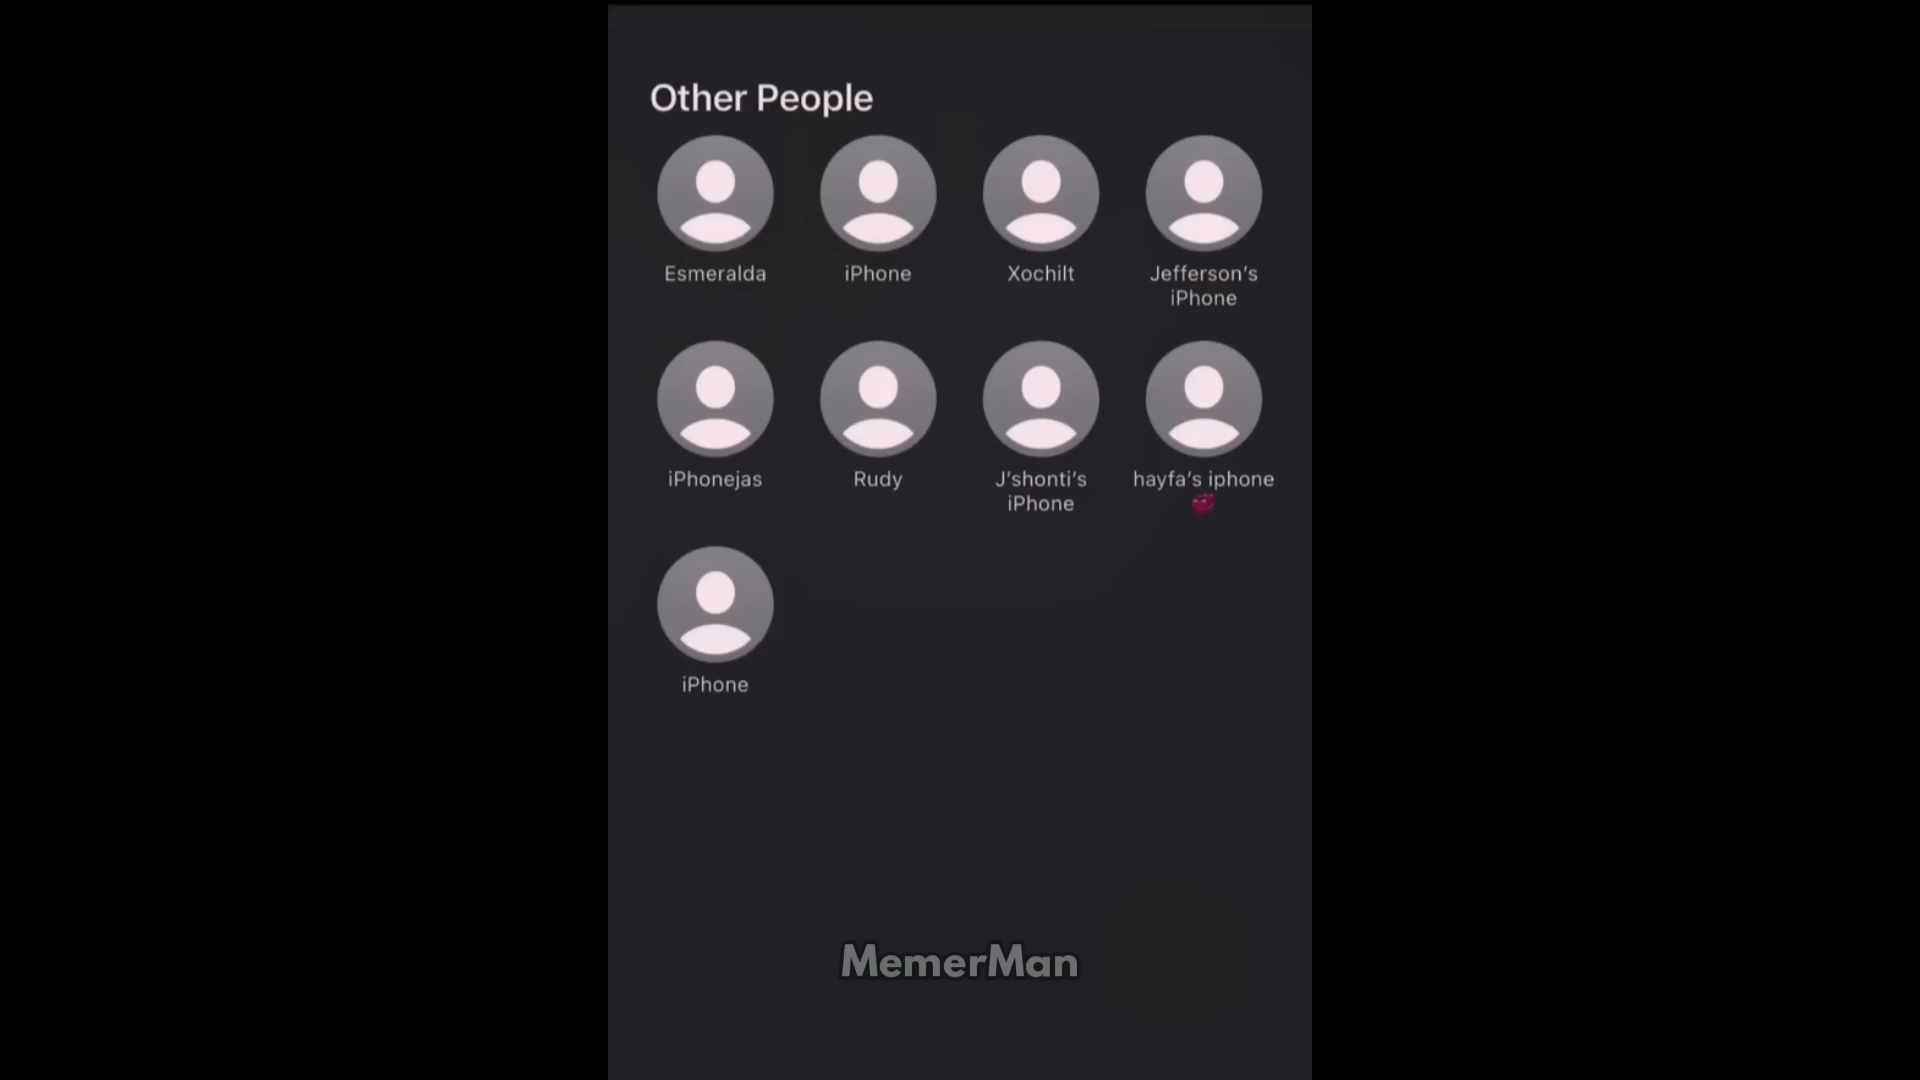 Other People
Esmeralda
iPhone
Xochilt
Jefferson's
iPhone
iPhonejas
Rudy
J'shonti's
iPhone
hayfa's iphone
💞
iPhone
MemerMan